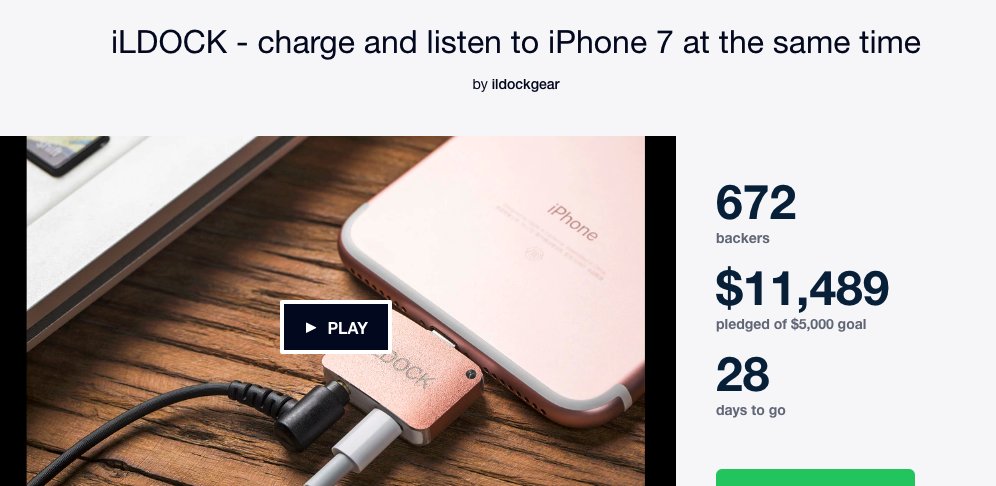 iLDOCK - charge and listen to iPhone 7 at the same time
by ildockgear
672
backers
$11,489
pledged of $5,000 goal
28
days to go
iPhone
PLAY